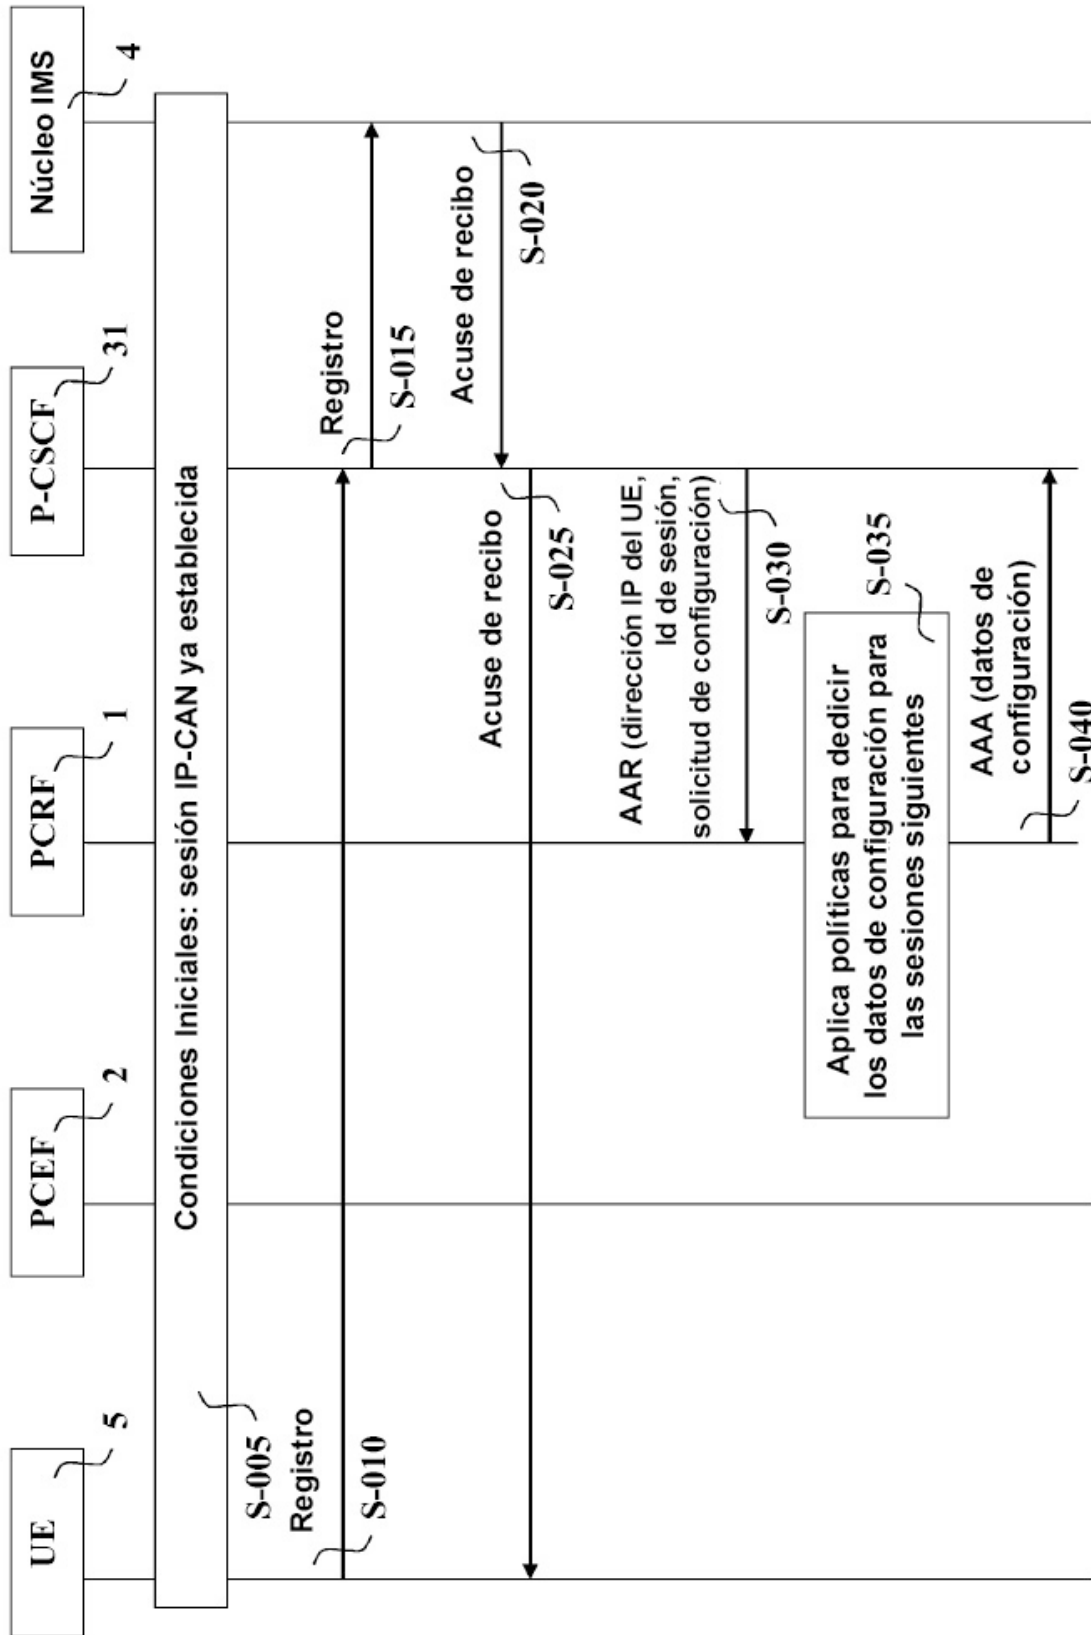 UE
5
PCEF
2
PCRF
1
P-CSCF
31
Núcleo IMS
4
Condiciones Iniciales: sesión IP-CAN ya establecida
S-005
Registro
S-010
Registro
S-015
Acuse de recibo
S-020
Acuse de recibo
S-025
AAR (dirección IP del UE,
Id de sesión,
solicitud de configuración)
S-030
Aplica políticas para dedicir
los datos de configuración para
las sesiones siguientes
S-035
AAA (datos de
configuración)
S-040